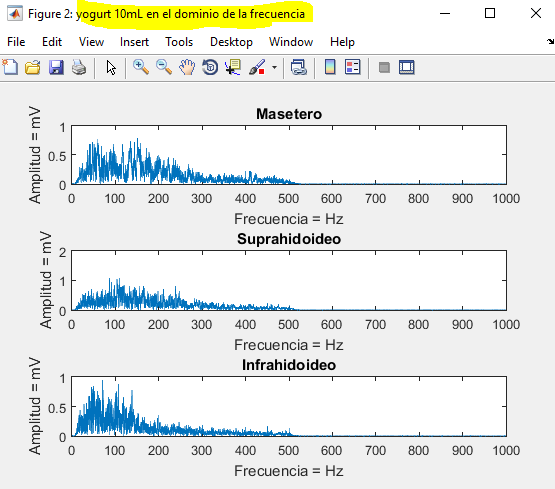 Figure 2: yogurt 10mL en el dominio de la frecuencia
File Edit View Insert Tools Desktop Window Help
Masetero
Amplitud = mV
1
0.5
0
0 100 200 300 400 500 600 700 800 900 1000
Frecuencia = Hz
Suprahidoideo
Amplitud = mV
2
1
0
0 100 200 300 400 500 600 700 800 900 1000
Frecuencia = Hz
Infrahidoideo
Amplitud = mV
1
0.5
0
0 100 200 300 400 500 600 700 800 900 1000
Frecuencia = Hz